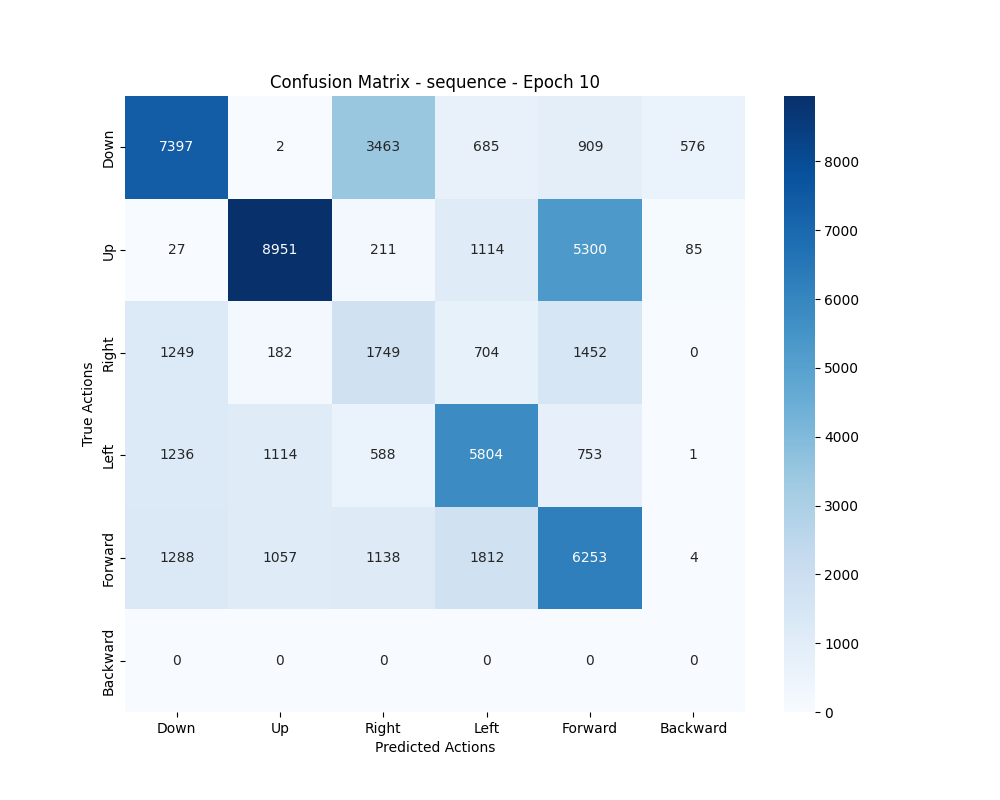 Confusion Matrix - sequence - Epoch 10
True Actions
Down 7397 2 3463 685 909 576
Up 27 8951 211 1114 5300 85
Right 1249 182 1749 704 1452 0
Left 1236 1114 588 5804 753 1
Forward 1288 1057 1138 1812 6253 4
Backward 0 0 0 0 0 0
Down Up Right Left Forward Backward
Predicted Actions
8000
7000
6000
5000
4000
3000
2000
1000
0